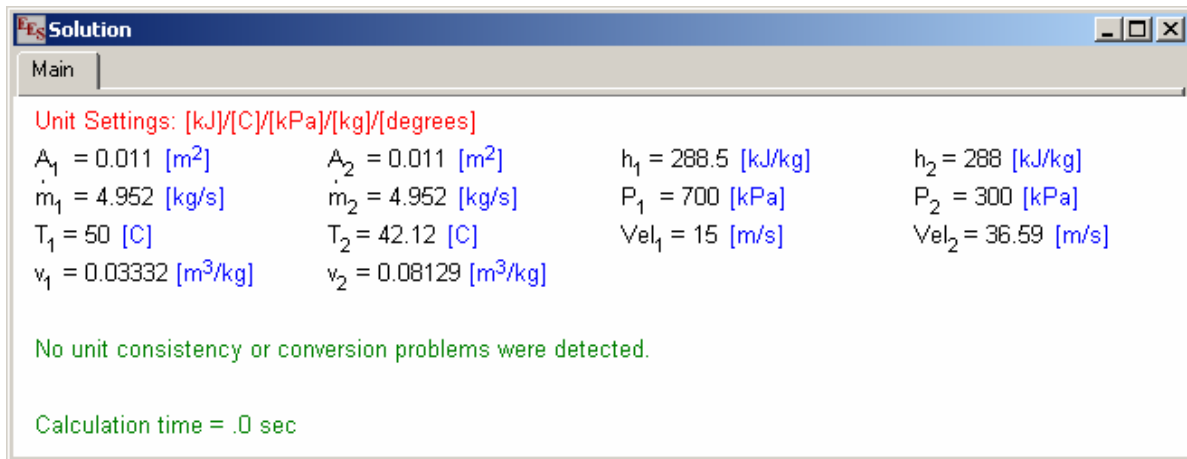 EES Solution
Main
Unit Settings: [kJ]/[C]/[kPa]/[kg]/[degrees]
A₁ = 0.011 [m²] A₂ = 0.011 [m²] h₁ = 288.5 [kJ/kg] h₂ = 288 [kJ/kg]
ṁ₁ = 4.952 [kg/s] ṁ₂ = 4.952 [kg/s] P₁ = 700 [kPa] P₂ = 300 [kPa]
T₁ = 50 [C] T₂ = 42.12 [C] Vel₁ = 15 [m/s] Vel₂ = 36.59 [m/s]
v₁ = 0.03332 [m³/kg] v₂ = 0.08129 [m³/kg]
No unit consistency or conversion problems were detected.
Calculation time = .0 sec